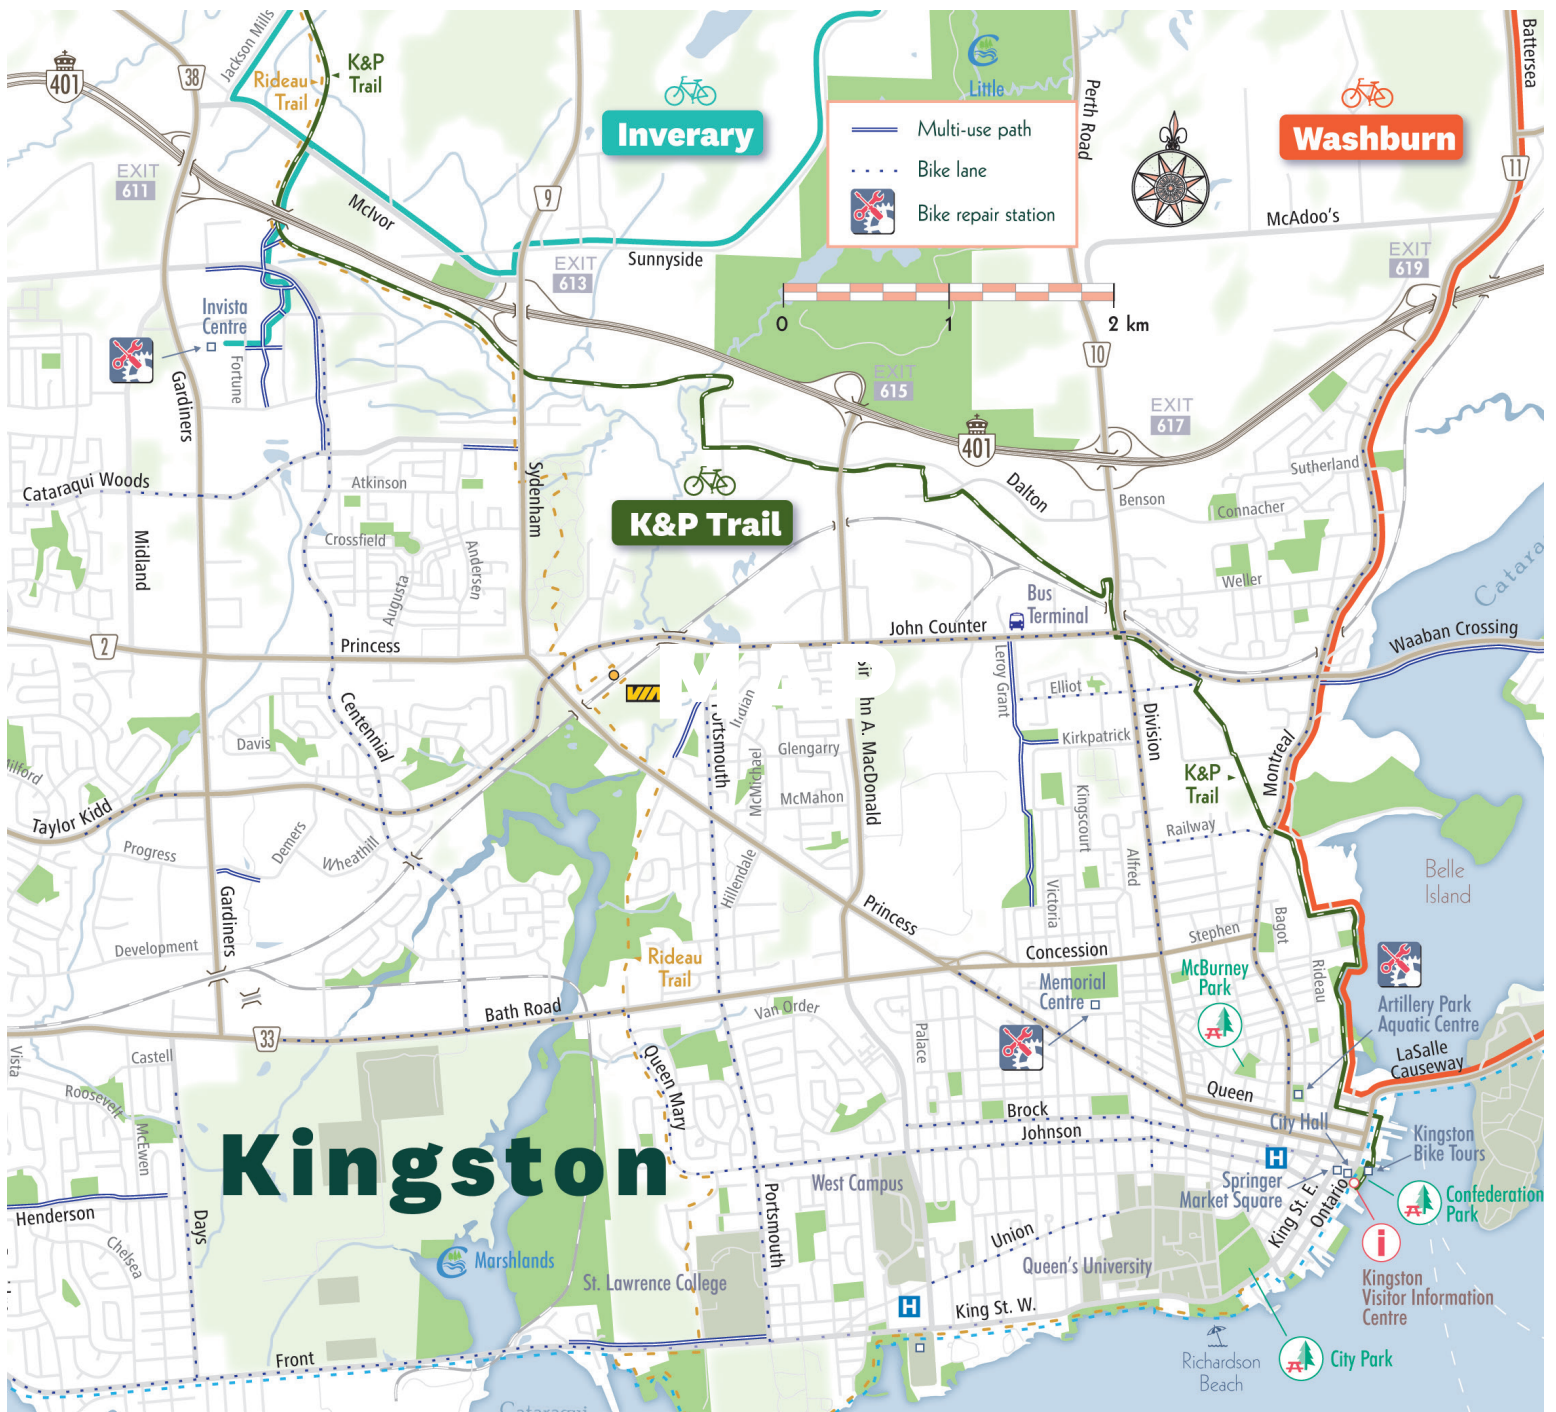 Jackson Mills
401
38
Rideau
Trail
K&P
Trail
Inverary
Little
Perth Road
Battersea
Washburn
Multi-use path
Bike lane
Bike repair station
EXIT
611
McIvor
9
Sunnyside
EXIT
613
11
McAdoo's
EXIT
619
0
1
2 km
Invista
Centre
Fortune
Gardiners
10
EXIT
615
401
EXIT
617
Cataraqui Woods
Atkinson
Crossfield
Augusta
Andersen
Sydenham
Midland
K&P Trail
Dalton
Benson
Sutherland
Connacher
Weller
Catara
2
Princess
Bus
Terminal
John Counter
Waaban Crossing
Leroy Grant
Elliot
Kirkpatrick
Division
Montreal
VIA
MAP
Indian
Portsmouth
Sir John A. MacDonald
Glengarry
McMichael
McMahon
Centennial
Davis
Milford
Taylor Kidd
Progress
Demers
Wheathill
Gardiners
Development
Hillendale
Princess
Kingscourt
Victoria
Alfred
Railway
K&P
Trail
Belle
Island
Stephen
Bagot
Rideau
Concession
Memorial
Centre
McBurney
Park
Artillery Park
Aquatic Centre
LaSalle
Causeway
Rideau
Trail
Bath Road
33
Van Order
Palace
Vista
Castell
Roosevelt
McEwen
Queen Mary
Queen
Brock
Johnson
City Hall
H
Kingston
Bike Tours
Kingston
West Campus
Springer
Market Square
King St. E.
Ontario
Confederation
Park
Henderson
Days
Chelsea
Portsmouth
Union
Queen's University
i
Kingston
Visitor Information
Centre
Marshlands
St. Lawrence College
H
King St. W.
Front
Richardson
Beach
City Park
Cataraqui